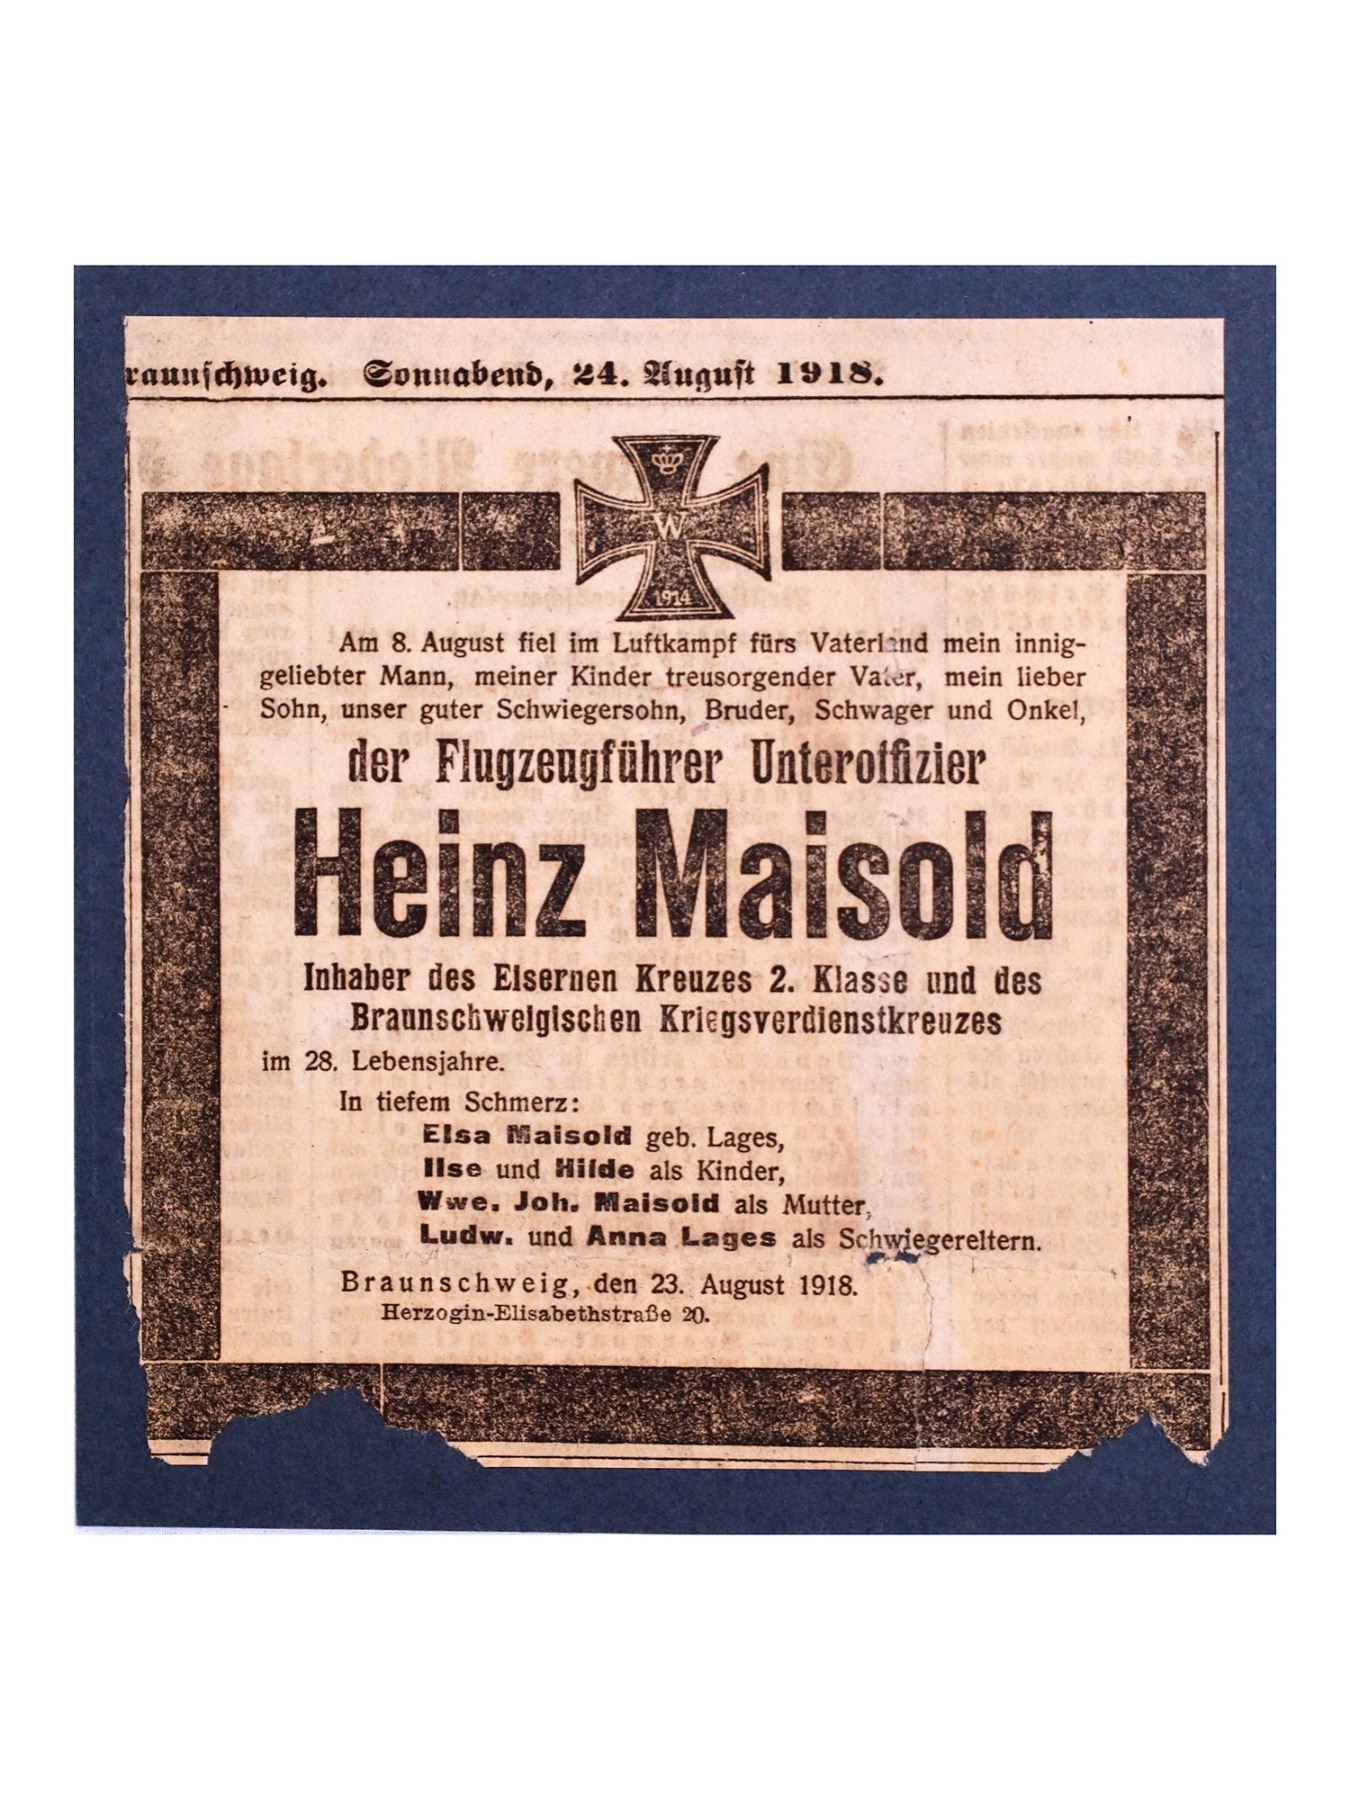 raunschweig. Sonnabend, 24. August 1918.
W
1914
Am 8. August fiel im Luftkampf fürs Vaterland mein innig-
geliebter Mann, meiner Kinder treusorgender Vater, mein lieber
Sohn, unser guter Schwiegersohn, Bruder, Schwager und Onkel,
der Flugzeugführer Unteroffizier
Heinz Maisold
Inhaber des Eisernen Kreuzes 2. Klasse und des
Braunschweigischen Kriegsverdienstkreuzes
im 28. Lebensjahre.
In tiefem Schmerz:
Elsa Maisold geb. Lages,
Ilse und Hilde als Kinder,
Wwe. Joh. Maisold als Mutter,
Ludw. und Anna Lages als Schwiegereltern.
Braunschweig, den 23. August 1918.
Herzogin-Elisabethstraße 20.